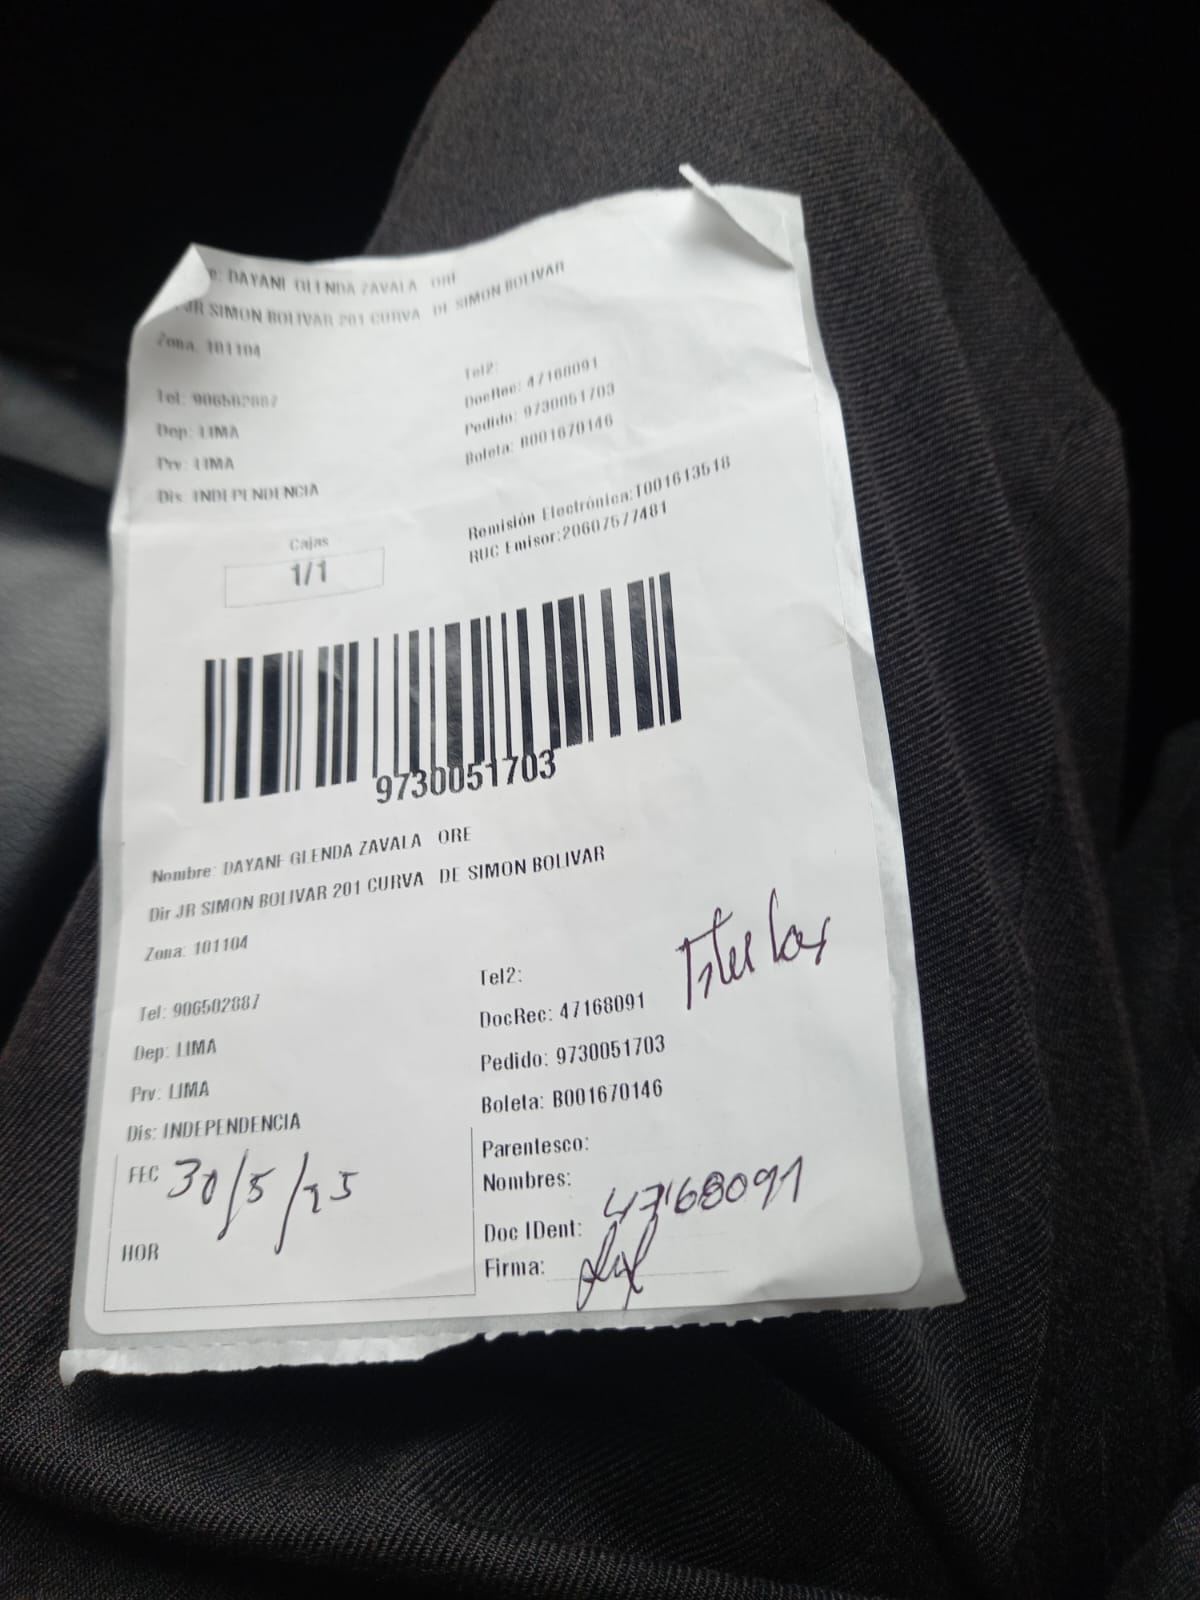 e: DAYANE GLENDA ZAVALA ORE
JR SIMON BOLIVAR 201 CURVA DE SIMON BOLIVAR
Zona: 101104
Tel: 906502887
Tel2:
Dep: LIMA
DocRec: 47168091
Prv: LIMA
Pedido: 9730051703
Dis: INDEPENDENCIA
Boleta: B001670146
Cajas
1/1
Remisión Electrónica:T001613518
RUC Emisor:20607577481
9730051703
Nombre: DAYANE GLENDA ZAVALA ORE
Dir JR SIMON BOLIVAR 201 CURVA DE SIMON BOLIVAR
Zona: 101104
Tel: 906502887
Tel2:
Dep: LIMA
DocRec: 47168091
Prv: LIMA
Pedido: 9730051703
Dis: INDEPENDENCIA
Boleta: B001670146
FEC 30/5/25
HOR
Parentesco:
Nombres:
Doc IDent: 47168091
Firma: